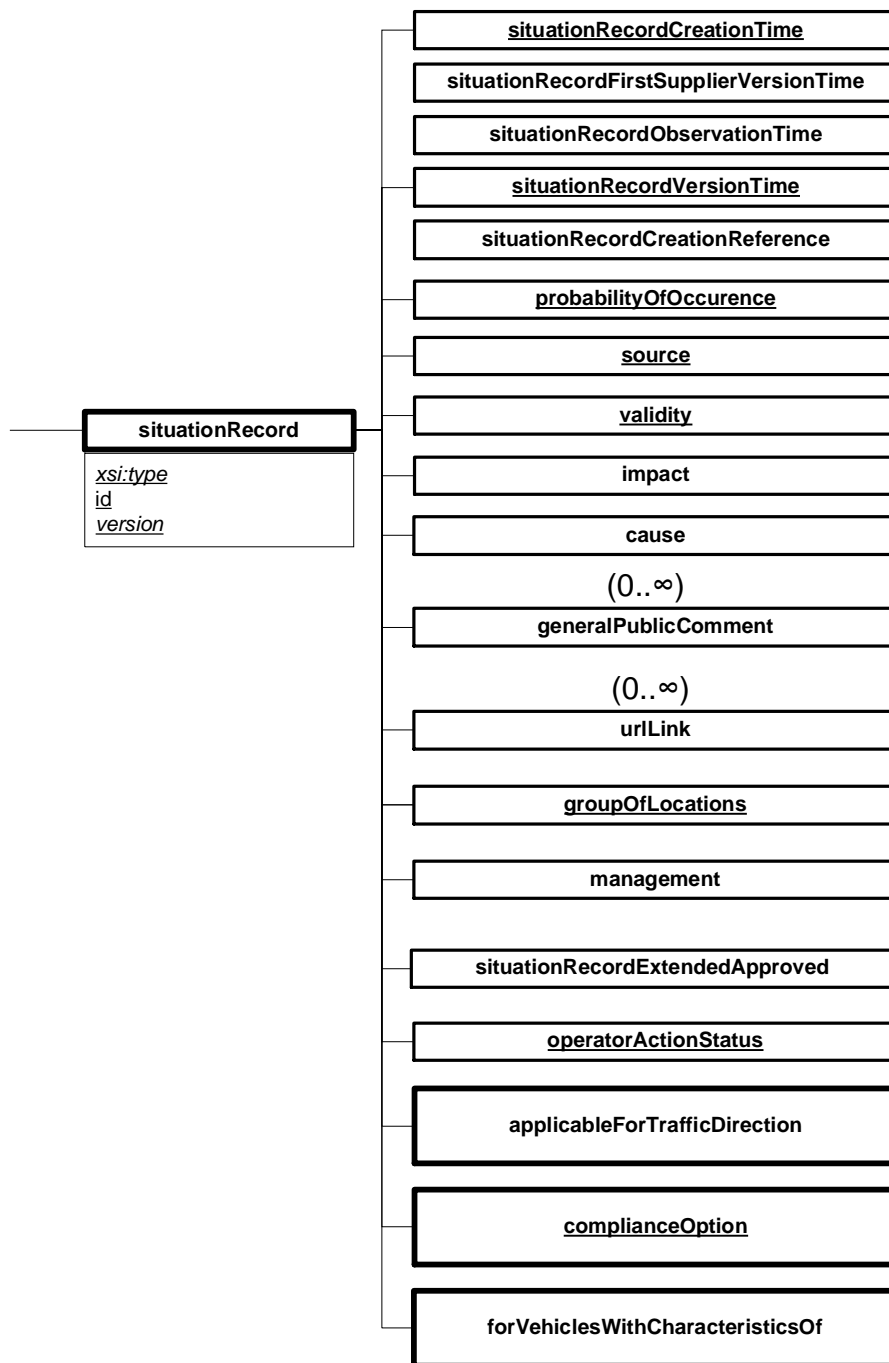 situationRecordCreationTime
situationRecordFirstSupplierVersionTime
situationRecordObservationTime
situationRecordVersionTime
situationRecordCreationReference
probabilityOfOccurence
source
validity
situationRecord
xsi:type
id
version
impact
cause
(0..∞)
generalPublicComment
(0..∞)
urlLink
groupOfLocations
management
situationRecordExtendedApproved
operatorActionStatus
applicableForTrafficDirection
complianceOption
forVehiclesWithCharacteristicsOf